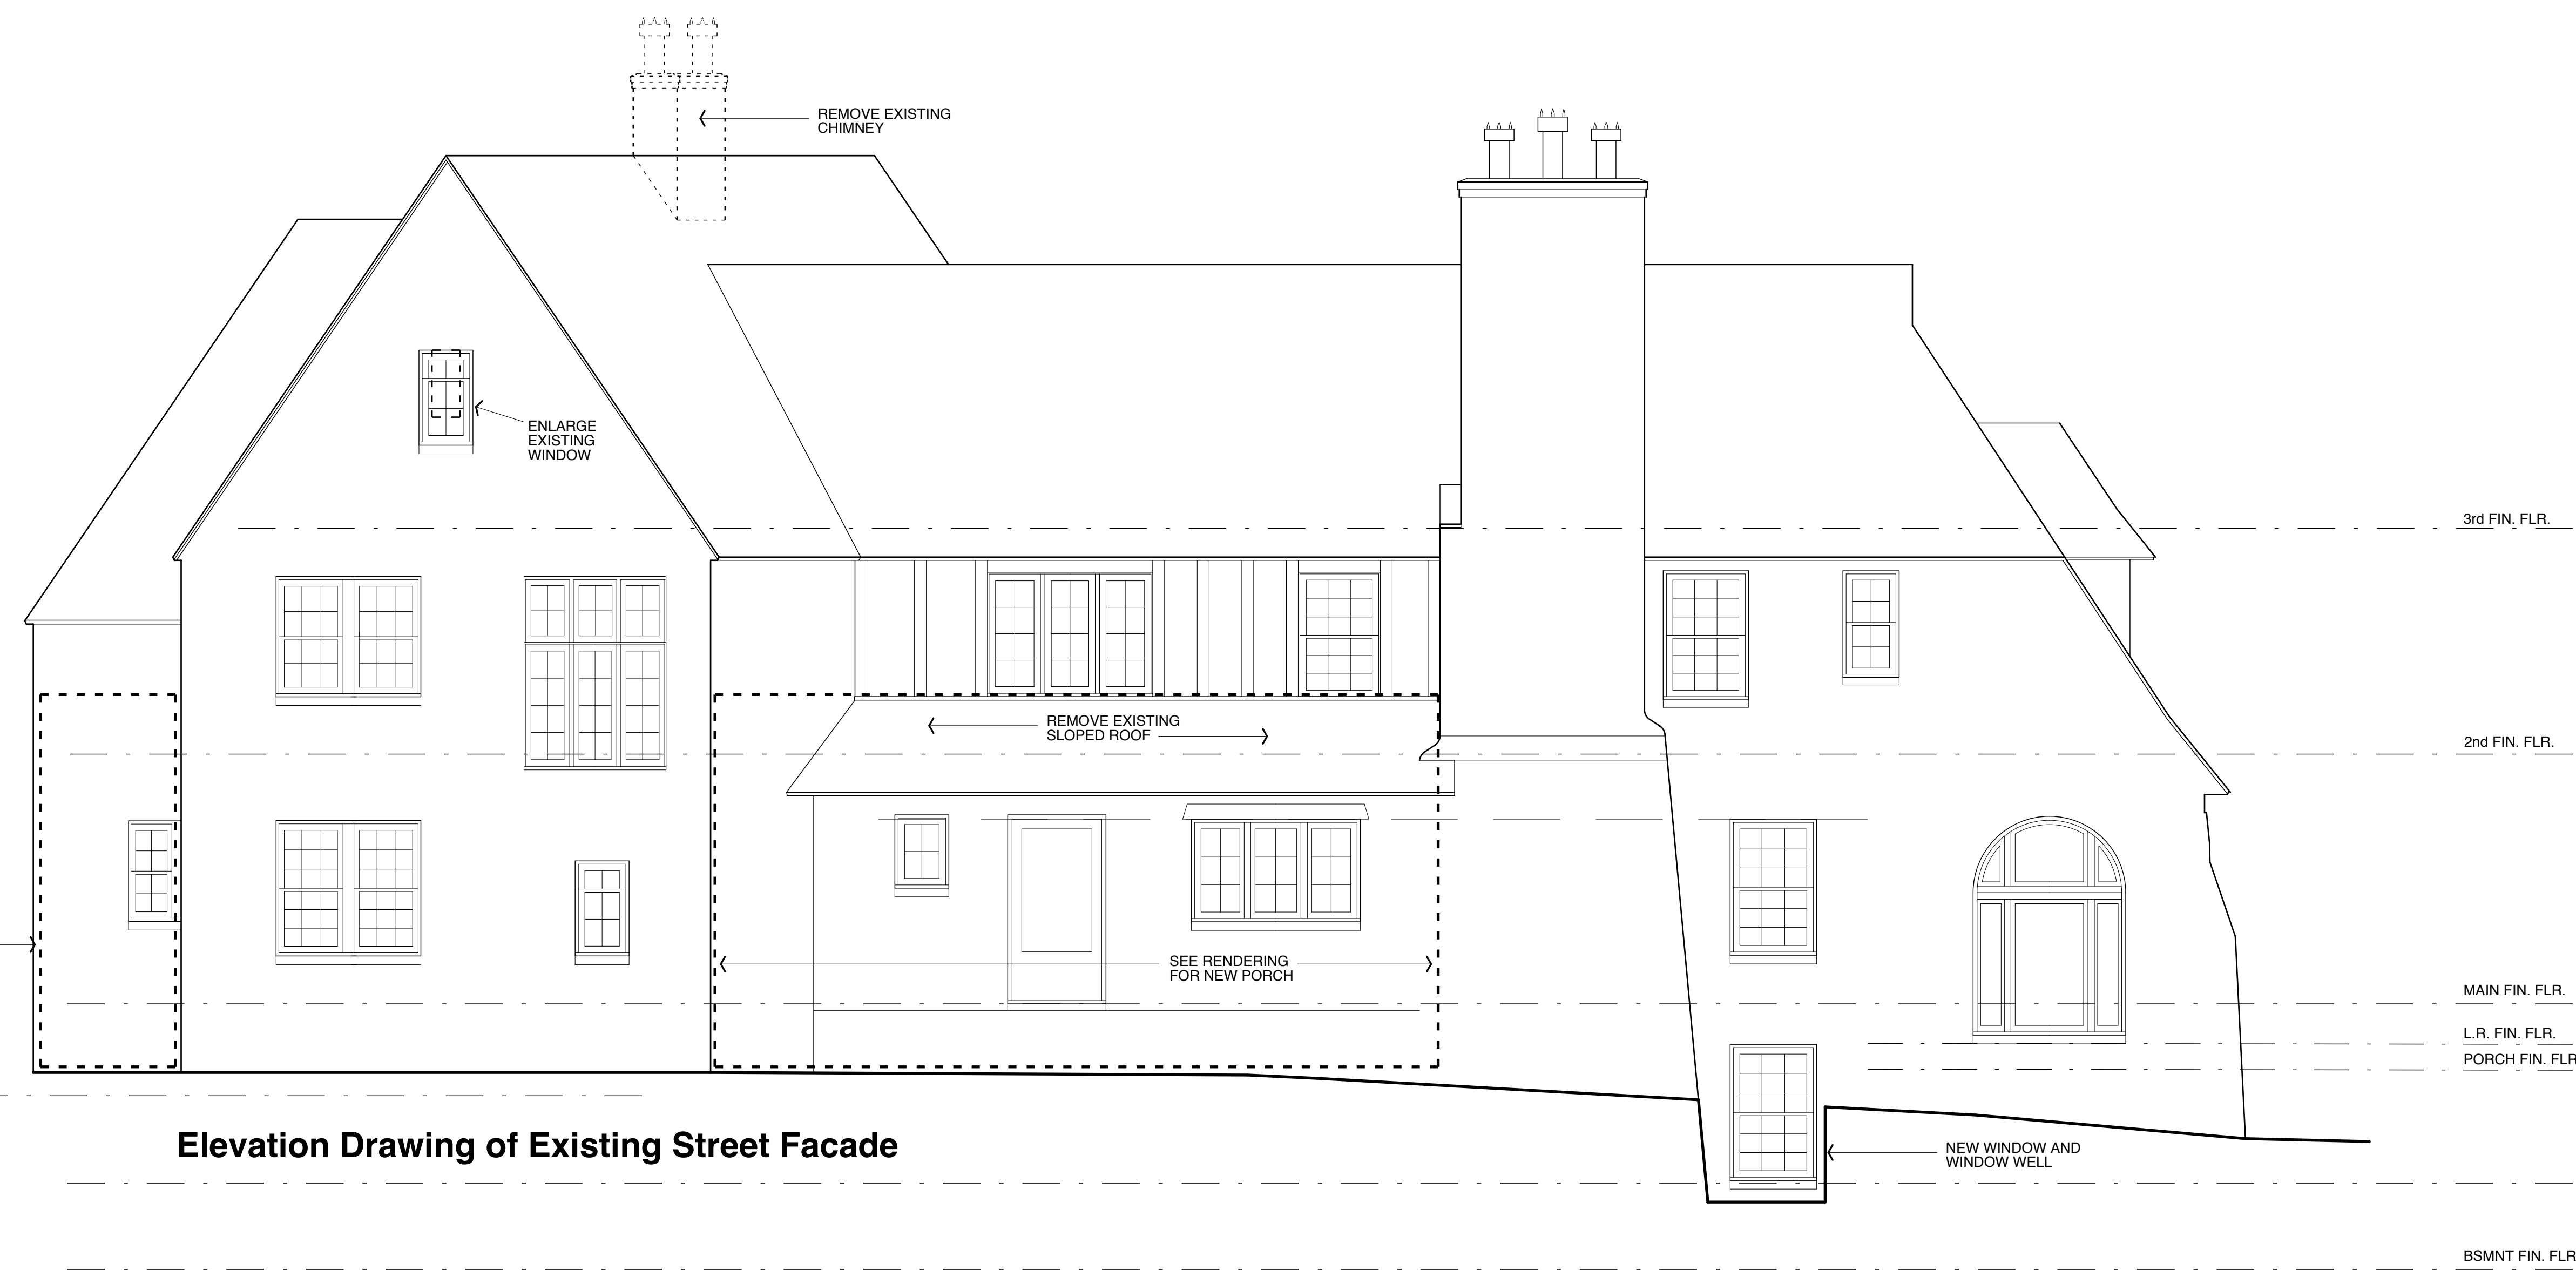 REMOVE EXISTING
CHIMNEY
ENLARGE
EXISTING
WINDOW
3rd FIN. FLR.
REMOVE EXISTING
SLOPED ROOF
2nd FIN. FLR.
SEE RENDERING
FOR NEW PORCH
MAIN FIN. FLR.
L.R. FIN. FLR.
PORCH FIN. FLR
Elevation Drawing of Existing Street Facade
NEW WINDOW AND
WINDOW WELL
BSMNT FIN. FLR